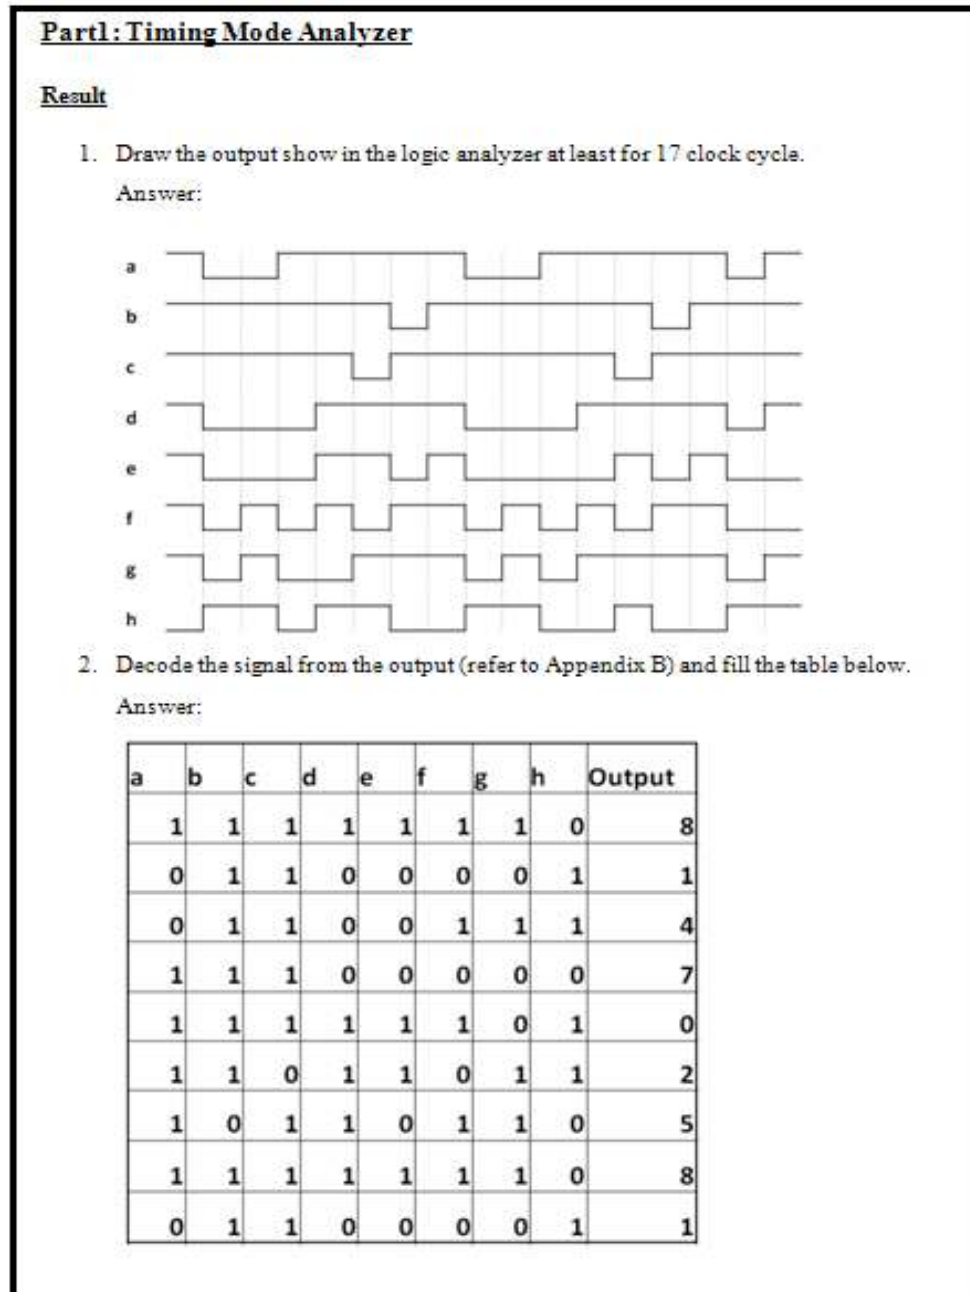 Part1: Timing Mode Analyzer
Result
1. Draw the output show in the logic analyzer at least for 17 clock cycle.
Answer:
a
b
c
d
e
f
g
h
2. Decode the signal from the output (refer to Appendix B) and fill the table below.
Answer:
a b c d e f g h Output
1 1 1 1 1 1 1 0 8
0 1 1 0 0 0 0 1 1
0 1 1 0 0 1 1 1 4
1 1 1 0 0 0 0 0 7
1 1 1 1 1 1 0 1 0
1 1 0 1 1 0 1 1 2
1 0 1 1 0 1 1 0 5
1 1 1 1 1 1 1 0 8
0 1 1 0 0 0 0 1 1